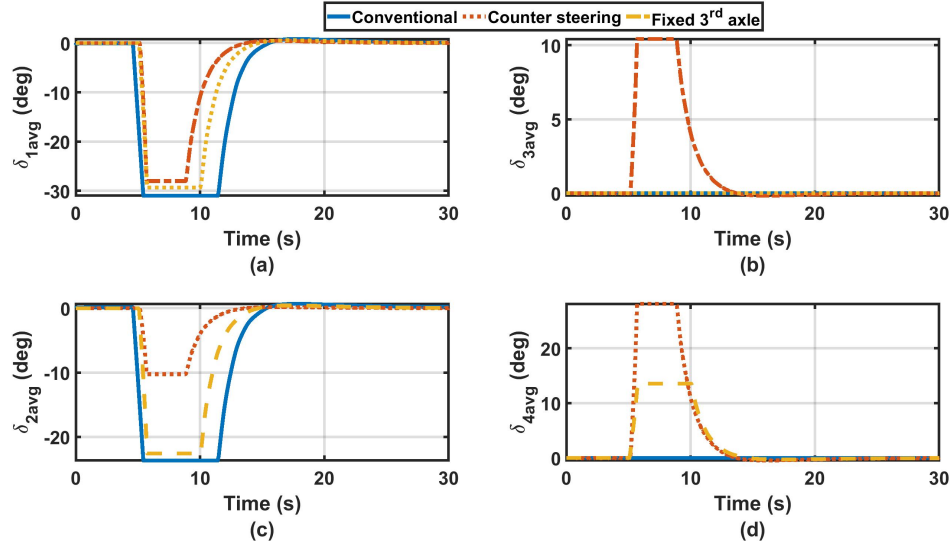 Conventional Counter steering Fixed 3rd axle
0
-10
-20
-30
δ1avg (deg)
0 10 20 30
Time (s)
(a)
10
5
0
δ3avg (deg)
0 10 20 30
Time (s)
(b)
0
-10
-20
δ2avg (deg)
0 10 20 30
Time (s)
(c)
20
10
0
δ4avg (deg)
0 10 20 30
Time (s)
(d)